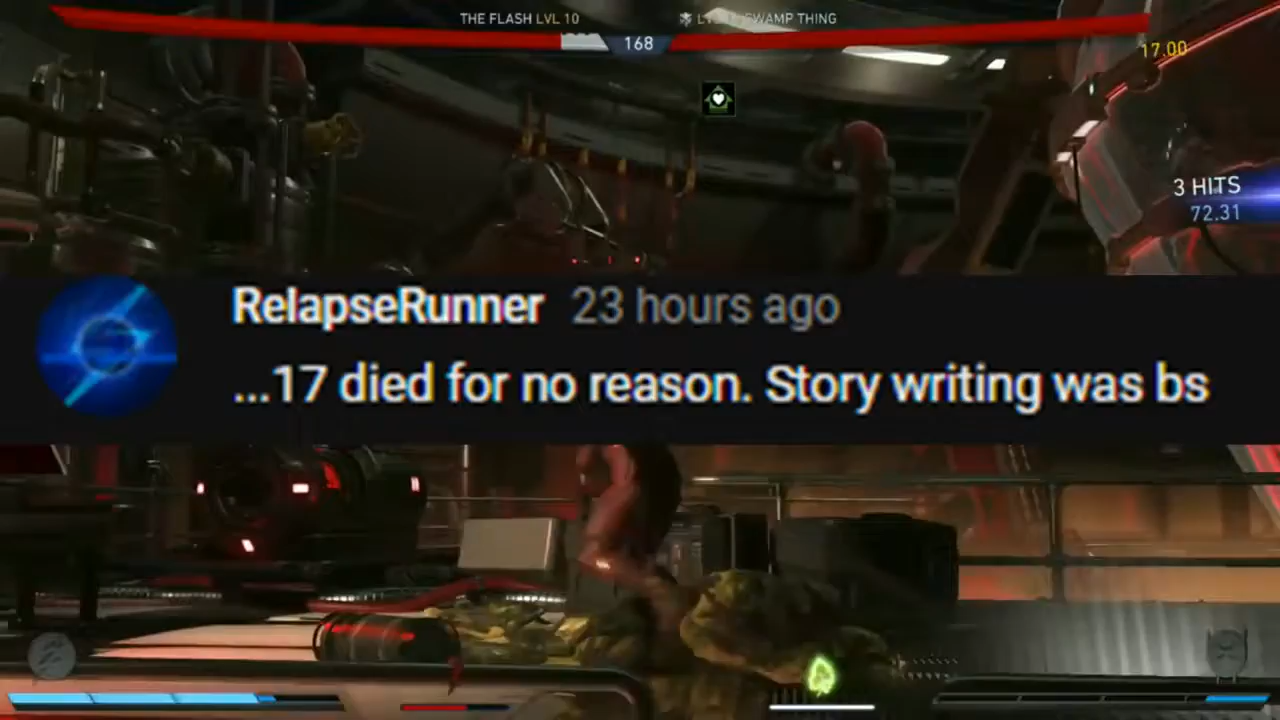 THE FLASH LVL 10
SWAMP THING
168
17.00
3 HITS
72.31
RelapseRunner 23 hours ago
...17 died for no reason. Story writing was bs